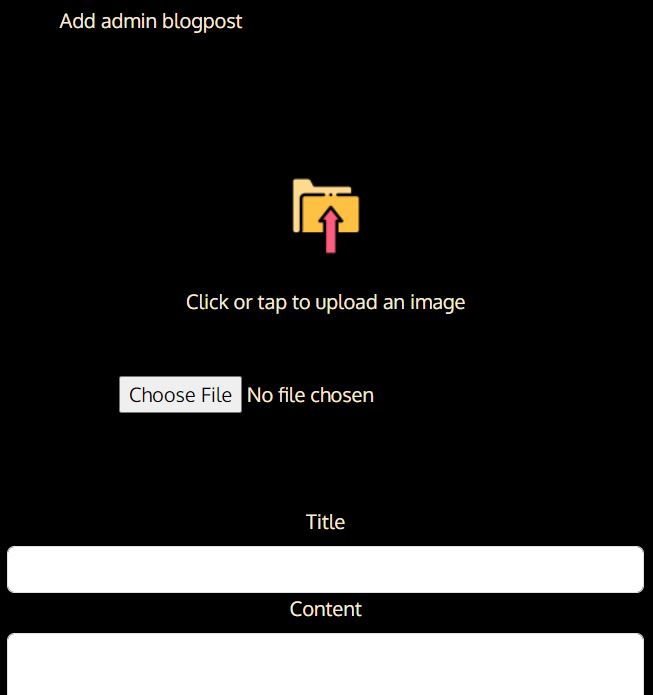 Add admin blogpost
Click or tap to upload an image
Choose File No file chosen
Title
Content